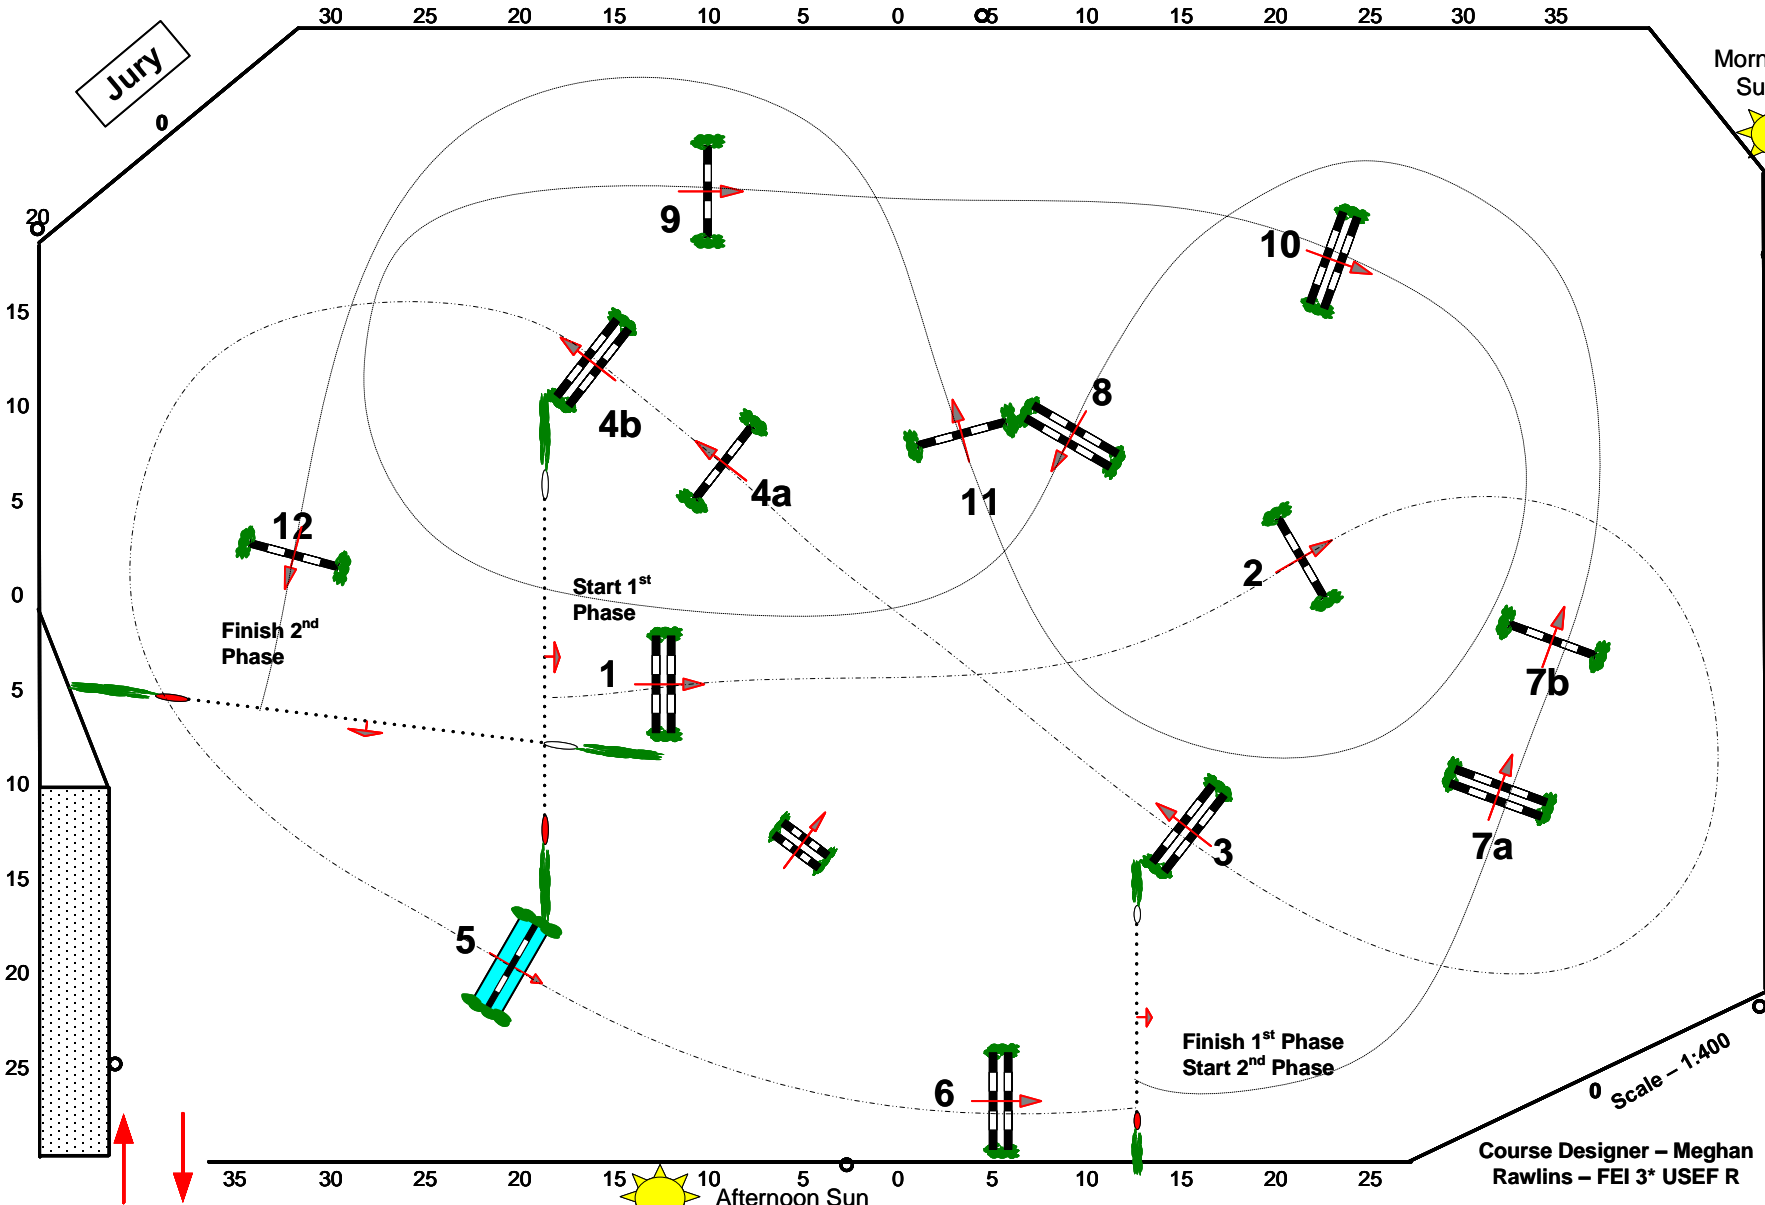 30 25 20 15 10 5 0 5 10 15 20 25 30 35
Jury
Morn
Su
0
20
9
10
15
4b
8
10
4a
11
5
12
2
0
Start 1st
Phase
Finish 2nd
Phase
1
5
7b
10
3
7a
15
5
20
Finish 1st Phase
Start 2nd Phase
25
6
0
Scale – 1:400
Course Designer – Meghan
Rawlins – FEI 3* USEF R
35 30 25 20 15 10 5 0 5 10 15 20 25
Afternoon Sun